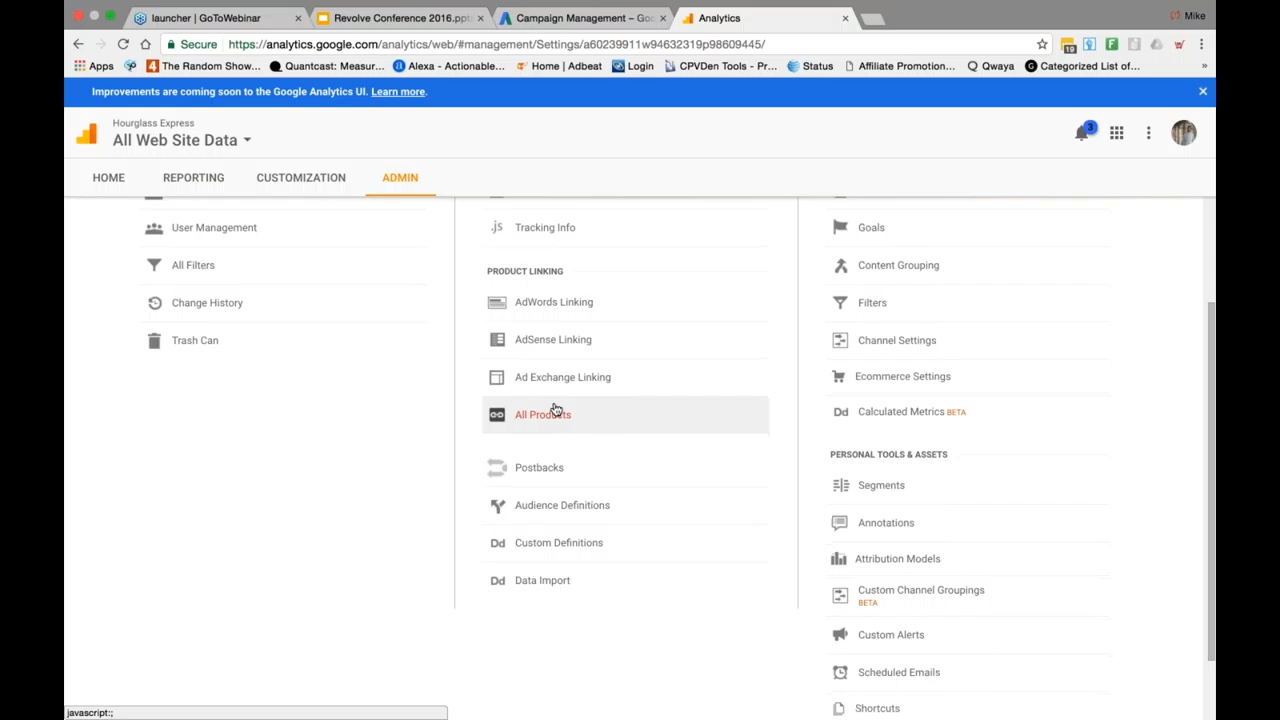 launcher | GoToWebinar
Revolve Conference 2016.ppt
Campaign Management – Goo
Analytics
Mike
Secure
https://analytics.google.com/analytics/web/#management/Settings/a60239911w94632319p98609445/
19
Apps
The Random Show...
Quantcast: Measur...
Alexa - Actionable...
Home | Adbeat
Login
CPVDen Tools - Pr...
Status
Affiliate Promotion...
Qwaya
Categorized List of...
»
Improvements are coming soon to the Google Analytics UI. Learn more.
Hourglass Express
All Web Site Data
3
HOME
REPORTING
CUSTOMIZATION
ADMIN
User Management
All Filters
Change History
Trash Can
.js Tracking Info
PRODUCT LINKING
AdWords Linking
AdSense Linking
Ad Exchange Linking
All Products
Postbacks
Audience Definitions
Dd Custom Definitions
Dd Data Import
Goals
Content Grouping
Filters
Channel Settings
Ecommerce Settings
Dd Calculated Metrics BETA
PERSONAL TOOLS & ASSETS
Segments
Annotations
Attribution Models
Custom Channel Groupings
BETA
Custom Alerts
Scheduled Emails
Shortcuts
javascript:;